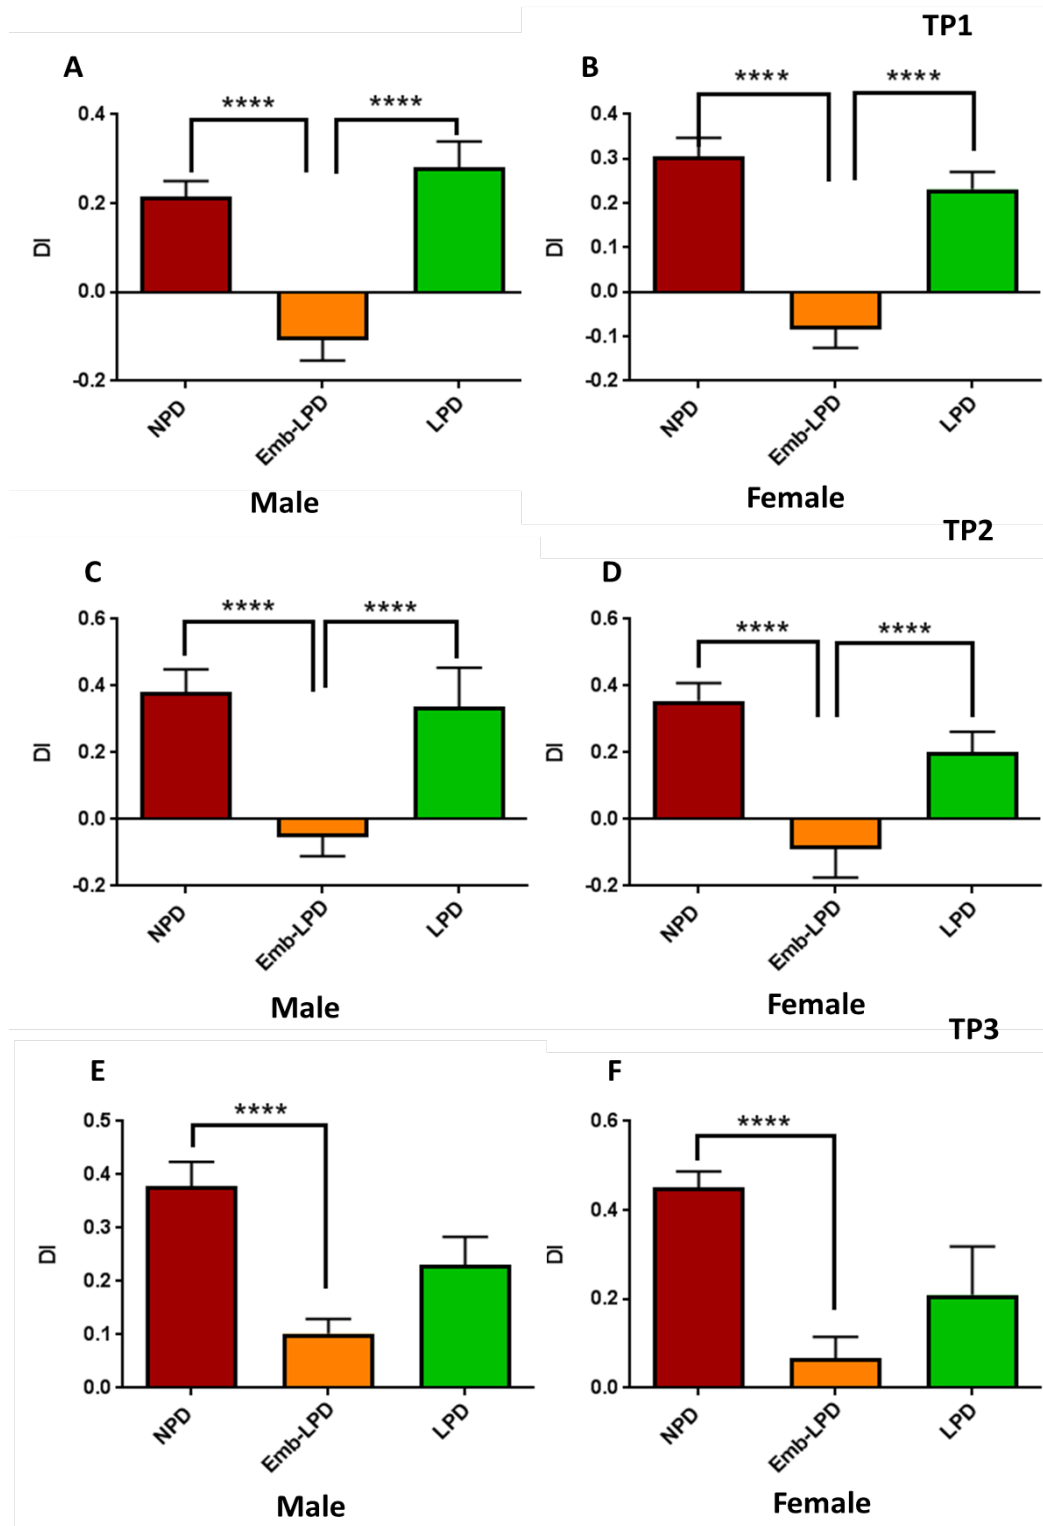 TP1
A
B
****
****
****
****
0.4
0.2
0.0
-0.2
DI
0.4
0.3
0.2
0.1
0.0
-0.1
-0.2
DI
NPD
Emb-LPD
LPD
NPD
Emb-LPD
LPD
Male
Female
TP2
C
D
****
****
****
****
0.6
0.4
0.2
0.0
-0.2
DI
0.6
0.4
0.2
0.0
-0.2
DI
NPD
Emb-LPD
LPD
NPD
Emb-LPD
LPD
Male
Female
TP3
E
F
****
****
0.5
0.4
0.3
0.2
0.1
0.0
DI
0.6
0.4
0.2
0.0
DI
NPD
Emb-LPD
LPD
NPD
Emb-LPD
LPD
Male
Female